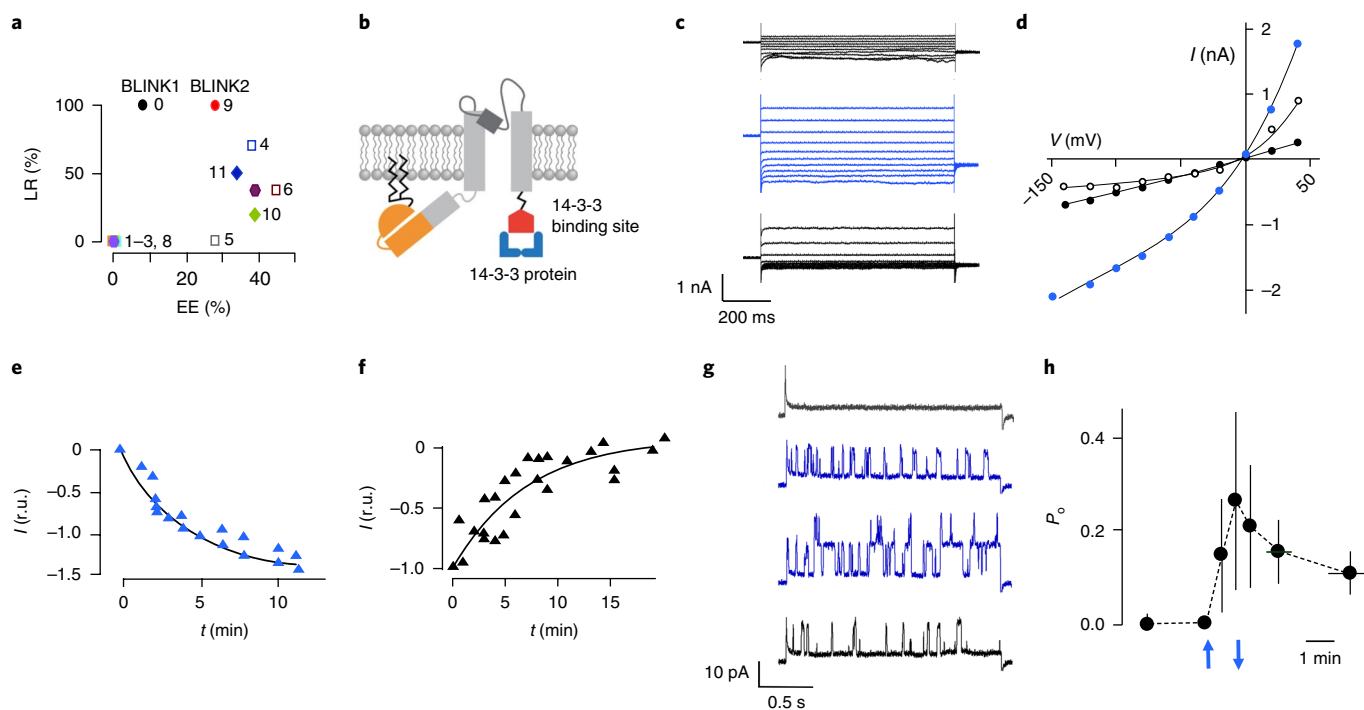 a
BLINK1 BLINK2
100 0 9
4
LR (%)
50 11
6
10
0 1–3, 8 5
0 20 40
EE (%)
b
14-3-3
binding site
14-3-3 protein
c
1 nA
200 ms
d
2
I (nA)
1
V (mV)
–150 50
–1
–2
e
0
–0.5
I (r.u.)
–1.0
–1.5
0 5 10
t (min)
f
0
I (r.u.)
–0.5
–1.0
0 5 10 15
t (min)
g
10 pA
0.5 s
h
0.4
Po
0.2
0.0
1 min